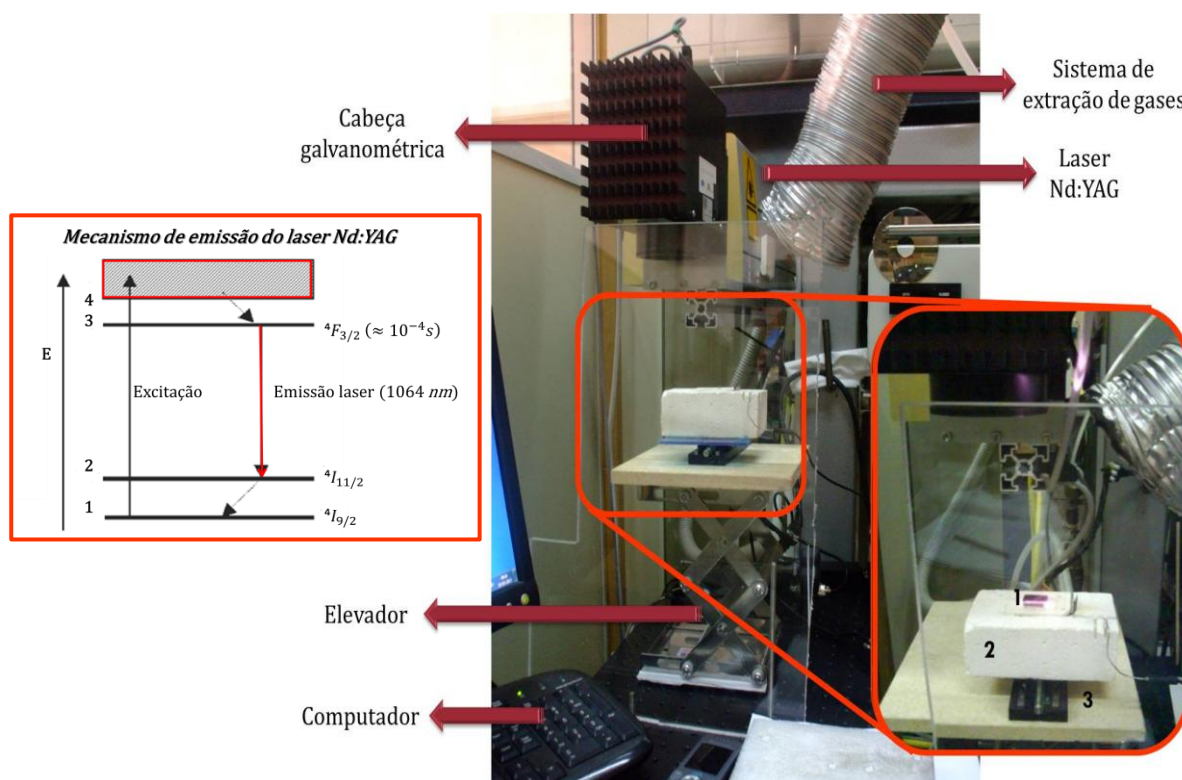 Sistema de
extração de gases
Cabeça
galvanométrica
Laser
Nd:YAG
Mecanismo de emissão do laser Nd:YAG
4
3
⁴F₃/₂ (≈ 10⁻⁴s)
E
Excitação
Emissão laser (1064 nm)
2
⁴I₁₁/₂
1
⁴I₉/₂
Elevador
Computador
1
2
3